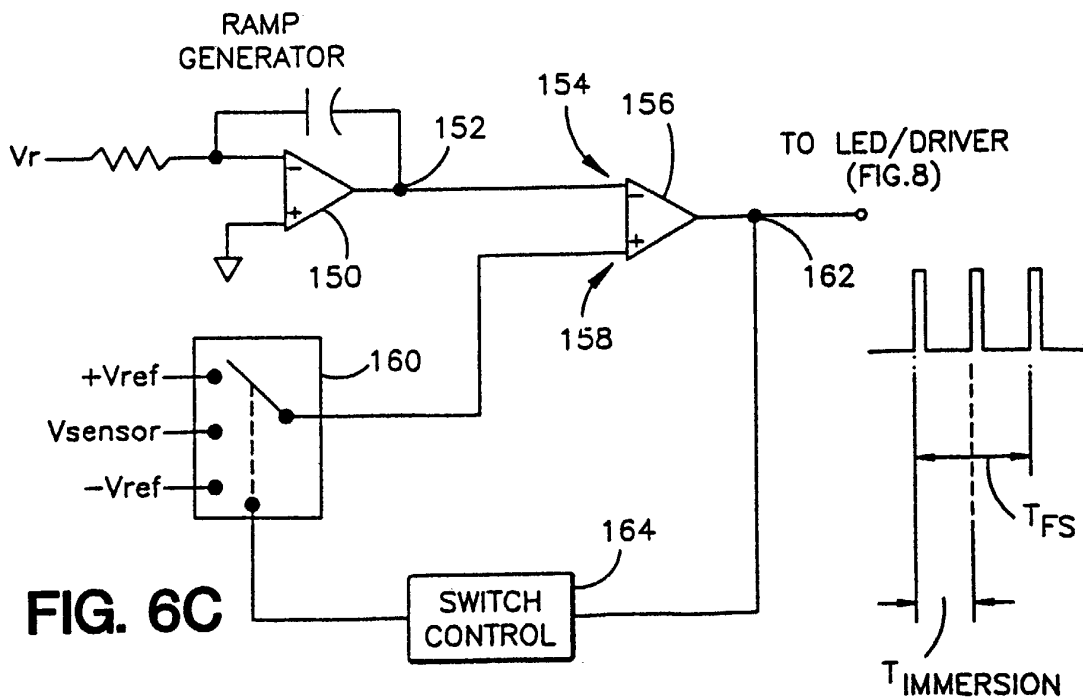 RAMP
GENERATOR
Vr
-
+
150
152
154
156
-
+
158
TO LED/DRIVER
(FIG.8)
162
160
+Vref
Vsensor
-Vref
164
SWITCH
CONTROL
TFS
TIMMERSION
FIG. 6C